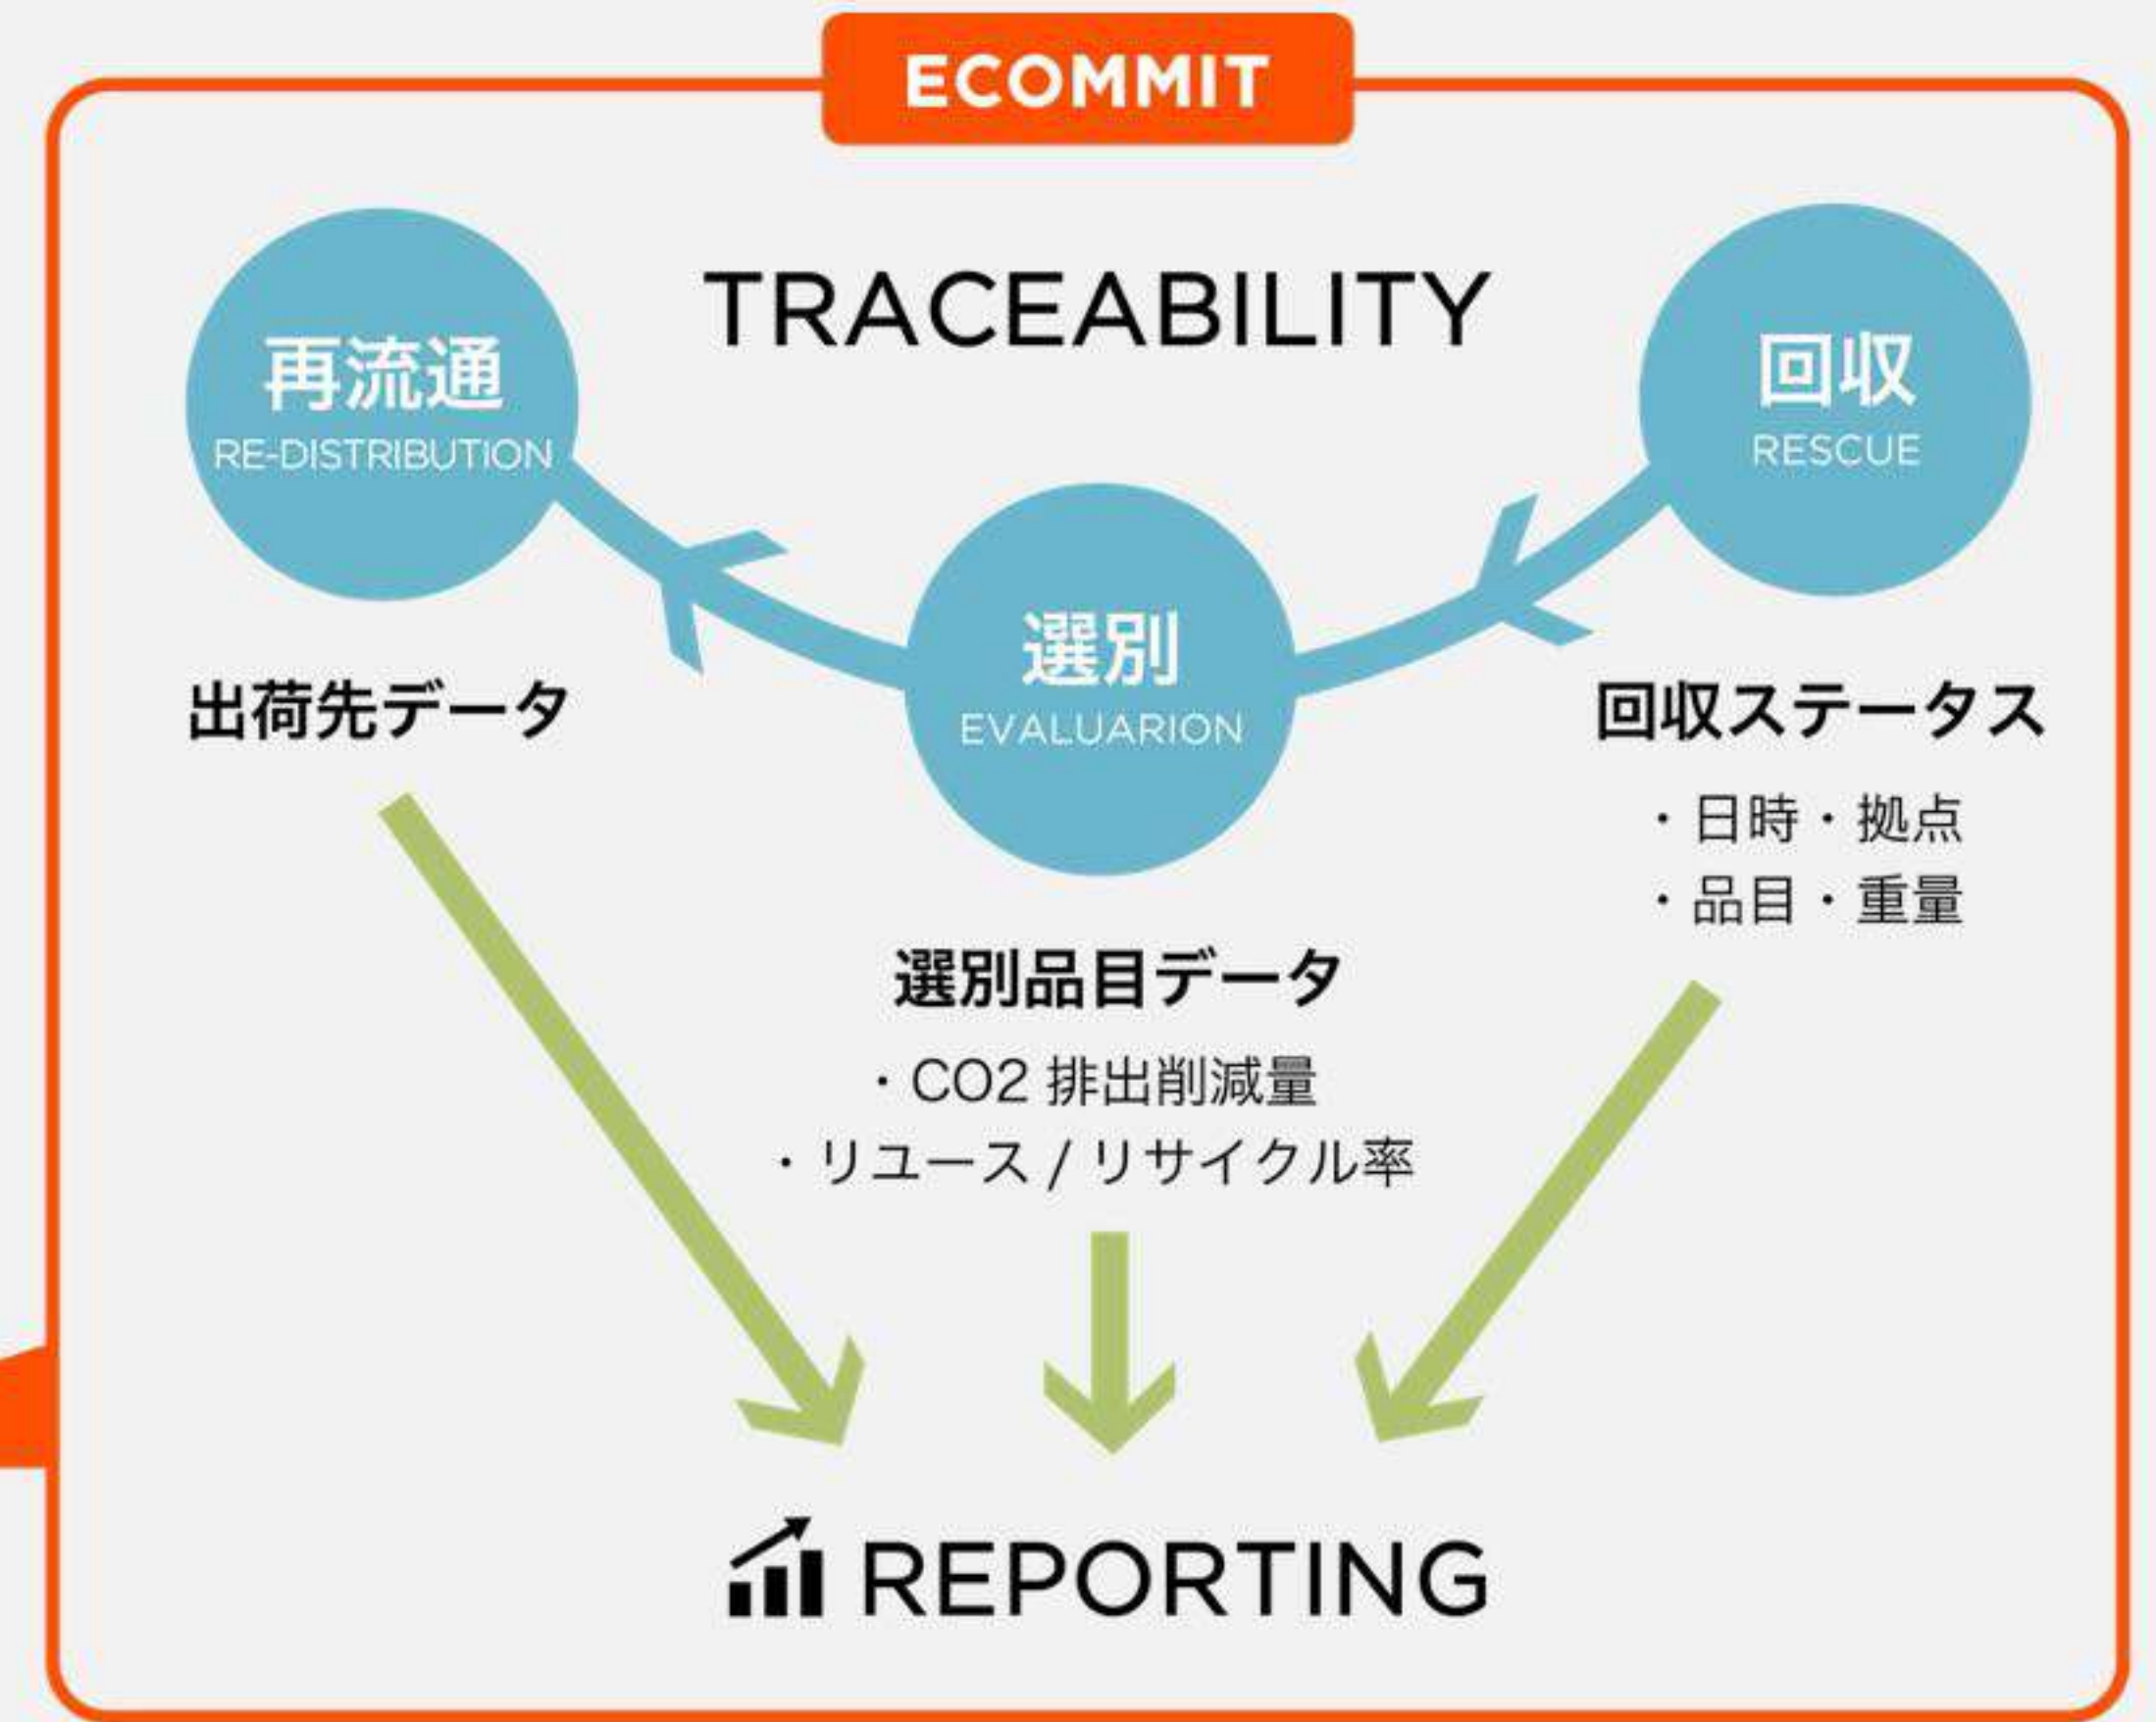 ECOMMIT
TRACEABILITY
再流通
RE-DISTRIBUTION
回収
RESCUE
選別
EVALUARION
出荷先データ
回収ステータス
・日時・拠点
・品目・重量
選別品目データ
・CO2 排出削減量
・リユース / リサイクル率
REPORTING